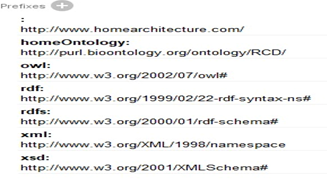 Prefixes +
:
http://www.homearchitecture.com/
homeOntology:
http://purl.bioontology.org/ontology/RCD/
owl:
http://www.w3.org/2002/07/owl#
rdf:
http://www.w3.org/1999/02/22-rdf-syntax-ns#
rdfs:
http://www.w3.org/2000/01/rdf-schema#
xml:
http://www.w3.org/XML/1998/namespace
xsd:
http://www.w3.org/2001/XMLSchema#